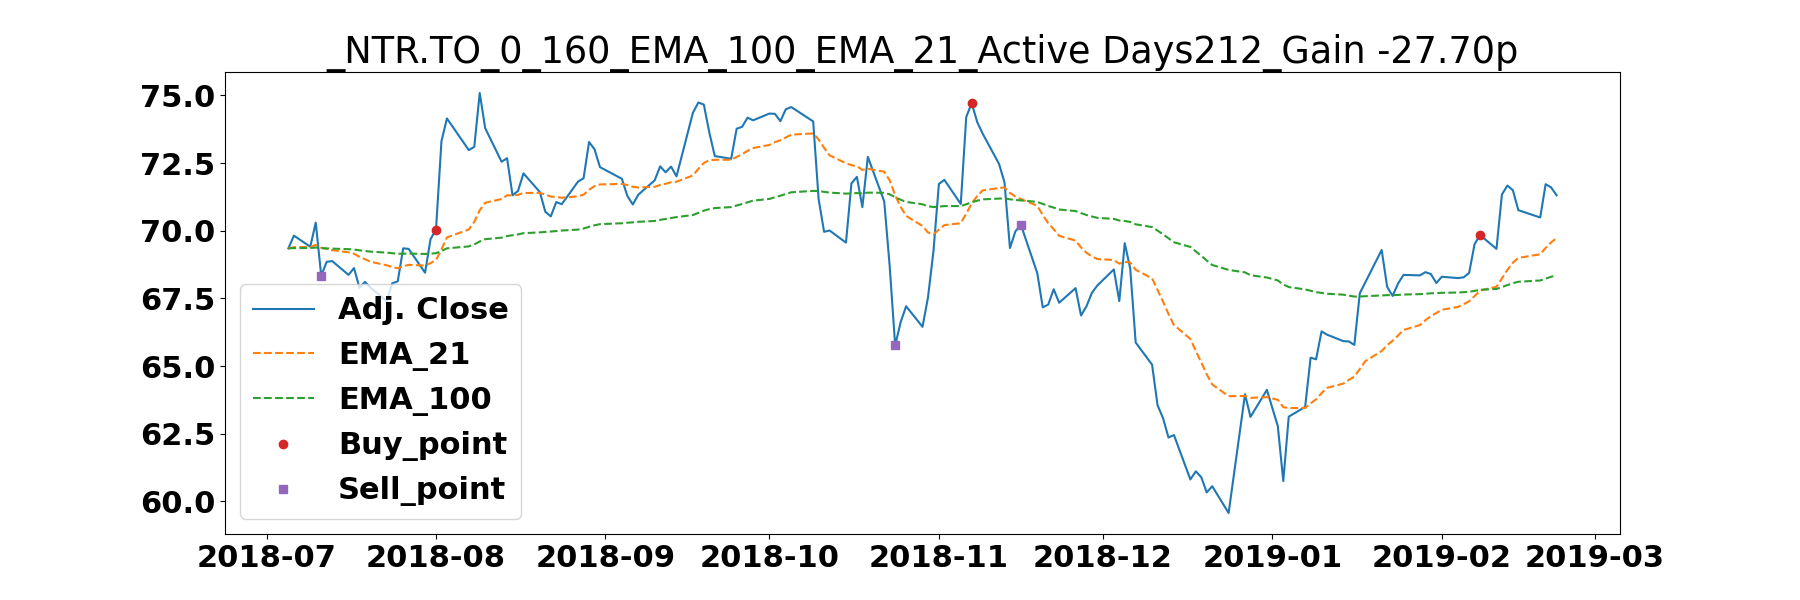 _NTR.TO_0_160_EMA_100_EMA_21_Active Days212_Gain -27.70p
75.0
72.5
70.0
67.5
65.0
62.5
60.0
Adj. Close
EMA_21
EMA_100
Buy_point
Sell_point
2018-07 2018-08 2018-09 2018-10 2018-11 2018-12 2019-01 2019-02 2019-03